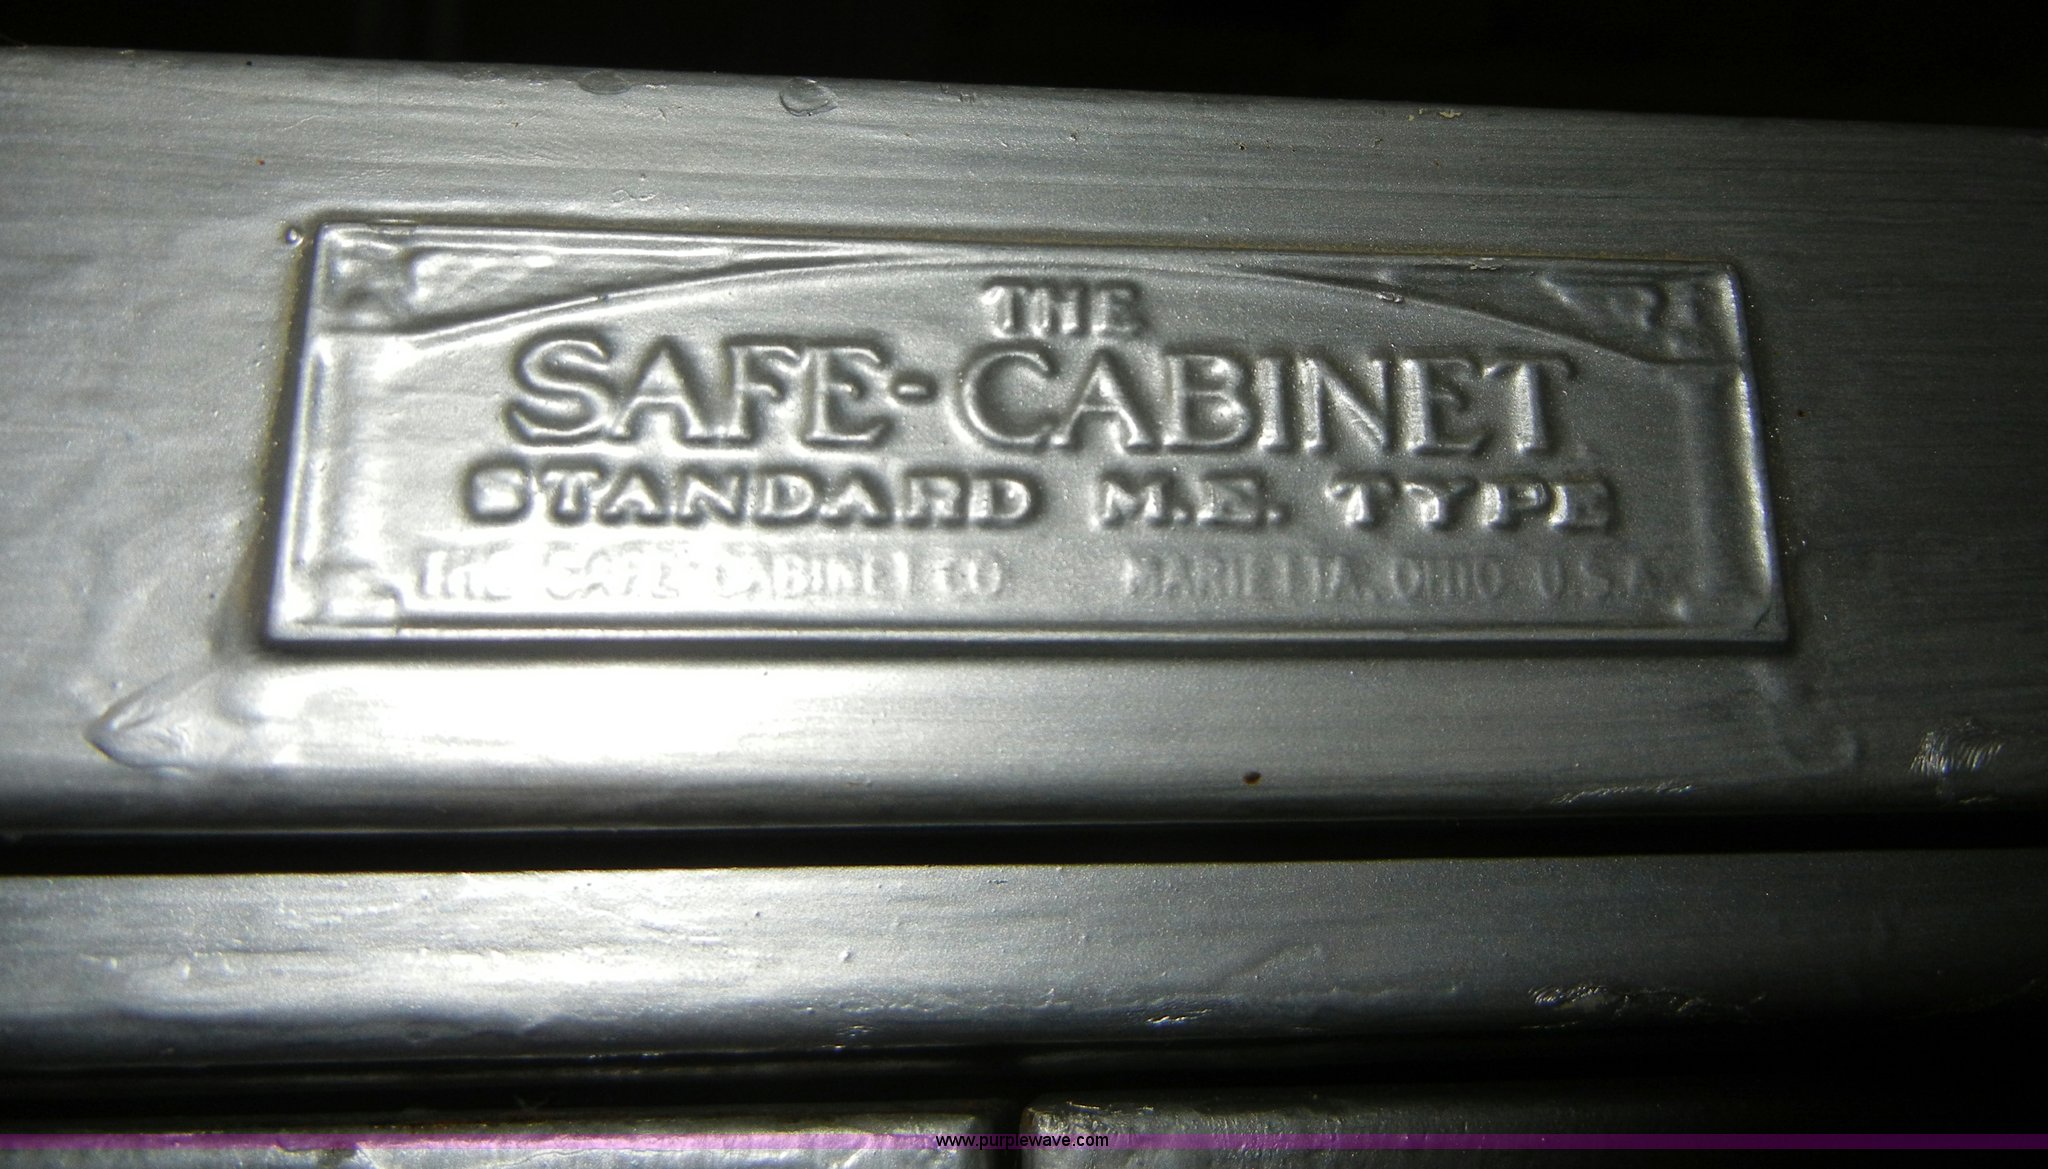 THE
SAFE-CABINET
STANDARD M.E. TYPE
THE SAFE CABINET CO MARIETTA, OHIO U.S.A.
www.purplewave.com